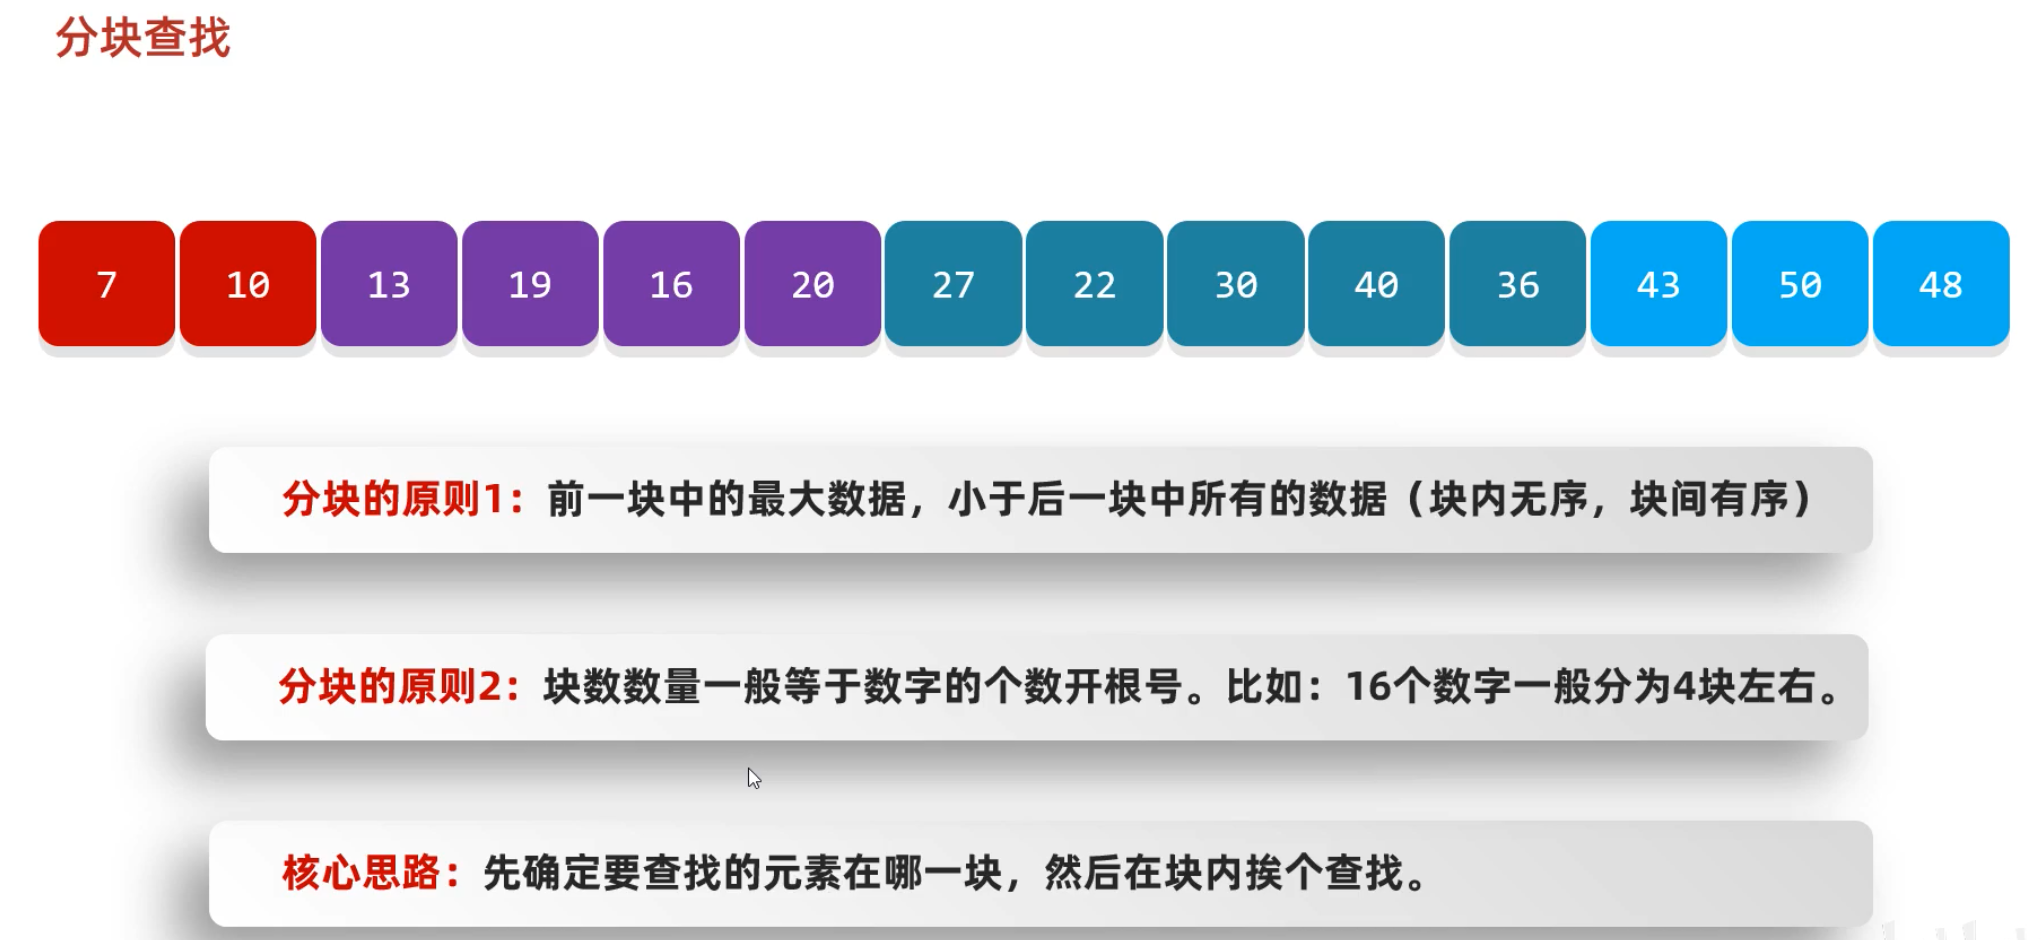 分块查找
7 10 13 19 16 20 27 22 30 40 36 43 50 48
分块的原则1：前一块中的最大数据，小于后一块中所有的数据（块内无序，块间有序）
分块的原则2：块数数量一般等于数字的个数开根号。比如：16个数字一般分为4块左右。
核心思路：先确定要查找的元素在哪一块，然后在块内挨个查找。